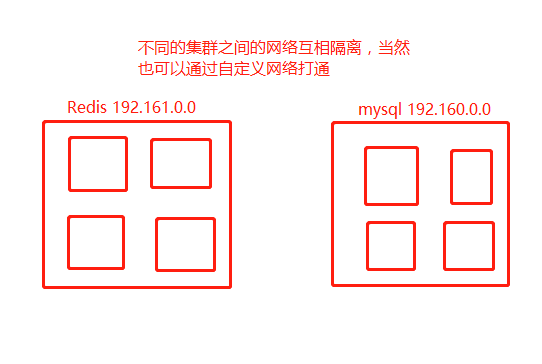 不同的集群之间的网络互相隔离，当然
也可以通过自定义网络打通
Redis 192.161.0.0
mysql 192.160.0.0